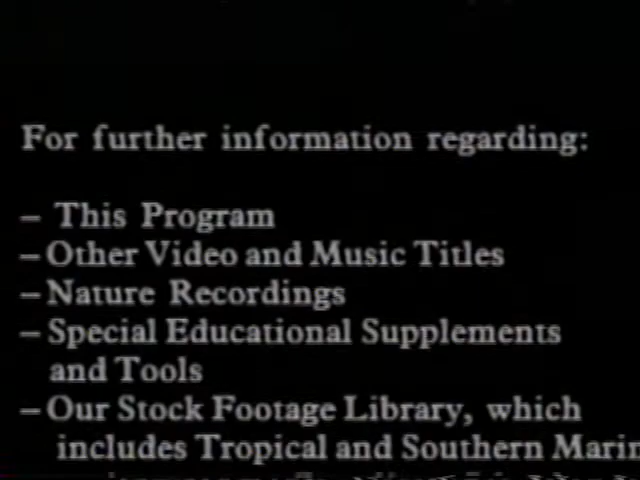 For further information regarding:
– This Program
– Other Video and Music Titles
– Nature Recordings
– Special Educational Supplements
and Tools
– Our Stock Footage Library, which
includes Tropical and Southern Marin